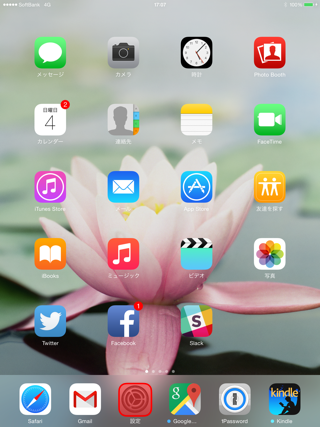 SoftBank 4G 17:07 100%
メッセージ カメラ 時計 Photo Booth
日曜日 2
4
カレンダー 連絡先 メモ FaceTime
iTunes Store メール App Store 友達を探す
iBooks ミュージック ビデオ 写真
1
Twitter Facebook Slack
kindle
Safari Gmail 設定 Google... 1Password Kindle